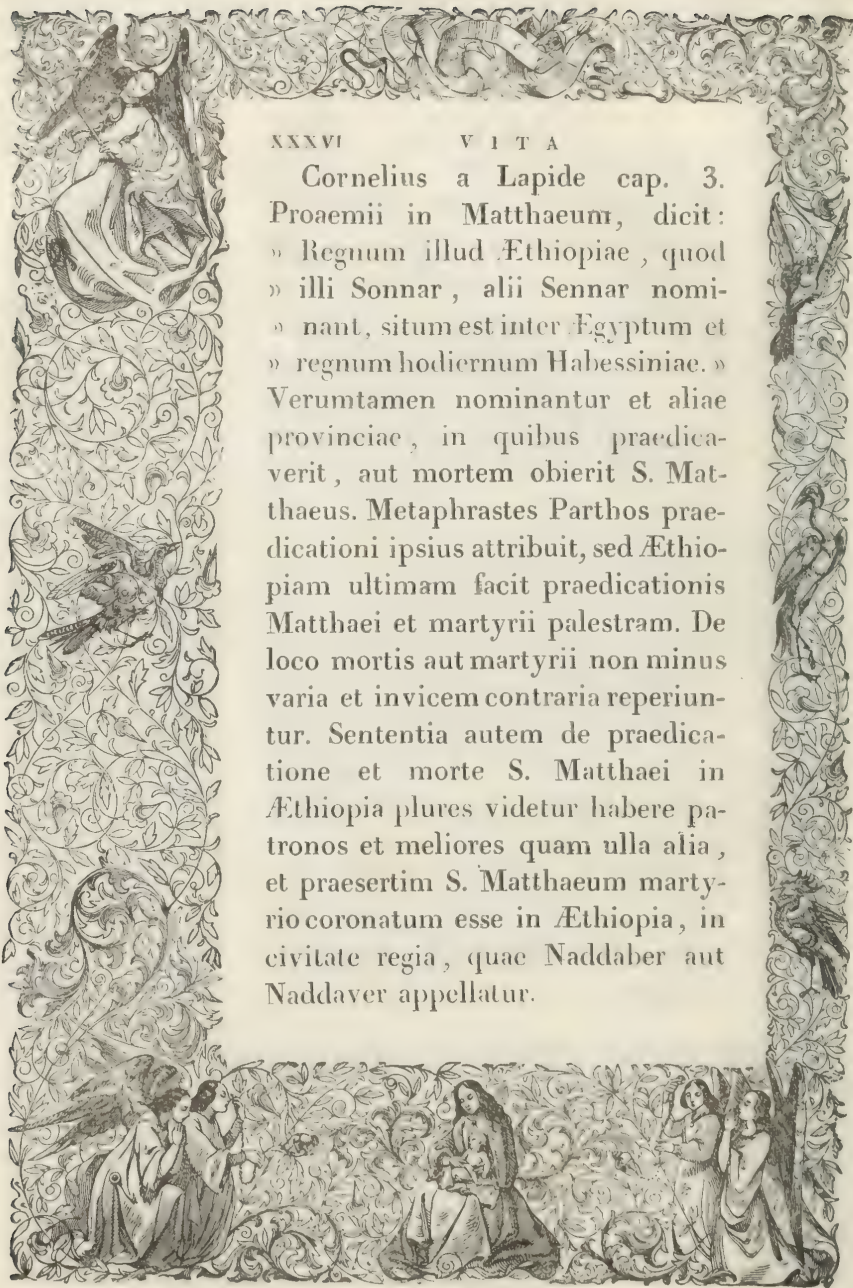 XXXVI VITA
Cornelius a Lapide cap. 3.
Proaemii in Matthaeum, dicit:
» Regnum illud Æthiopiae, quod
» illi Sonnar, alii Sennar nomi-
» nant, situm est inter Ægyptum et
» regnum hodiernum Habessiniae. »
Verumtamen nominantur et aliae
provinciae, in quibus praedica-
verit, aut mortem obierit S. Mat-
thaeus. Metaphrastes Parthos prae-
dicationi ipsius attribuit, sed Æthio-
piam ultimam facit praedicationis
Matthaei et martyrii palestram. De
loco mortis aut martyrii non minus
varia et invicem contraria reperiun-
tur. Sententia autem de praedica-
tione et morte S. Matthaei in
Æthiopia plures videtur habere pa-
tronos et meliores quam ulla alia,
et praesertim S. Matthaeum marty-
rio coronatum esse in Æthiopia, in
civitate regia, quae Naddaber aut
Naddaver appellatur.